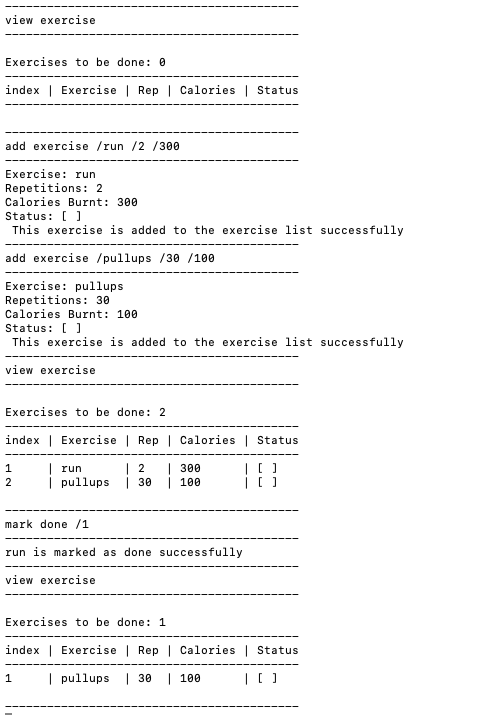 ----------------------------------------
view exercise
----------------------------------------
Exercises to be done: 0
----------------------------------------
index | Exercise | Rep | Calories | Status
----------------------------------------
----------------------------------------
add exercise /run /2 /300
----------------------------------------
Exercise: run
Repetitions: 2
Calories Burnt: 300
Status: [ ]
 This exercise is added to the exercise list successfully
----------------------------------------
add exercise /pullups /30 /100
----------------------------------------
Exercise: pullups
Repetitions: 30
Calories Burnt: 100
Status: [ ]
 This exercise is added to the exercise list successfully
----------------------------------------
view exercise
----------------------------------------
Exercises to be done: 2
----------------------------------------
index | Exercise | Rep | Calories | Status
----------------------------------------
1     | run      | 2   | 300      | [ ]
2     | pullups  | 30  | 100      | [ ]
----------------------------------------
mark done /1
----------------------------------------
run is marked as done successfully
----------------------------------------
view exercise
----------------------------------------
Exercises to be done: 1
----------------------------------------
index | Exercise | Rep | Calories | Status
----------------------------------------
1     | pullups  | 30  | 100      | [ ]
----------------------------------------